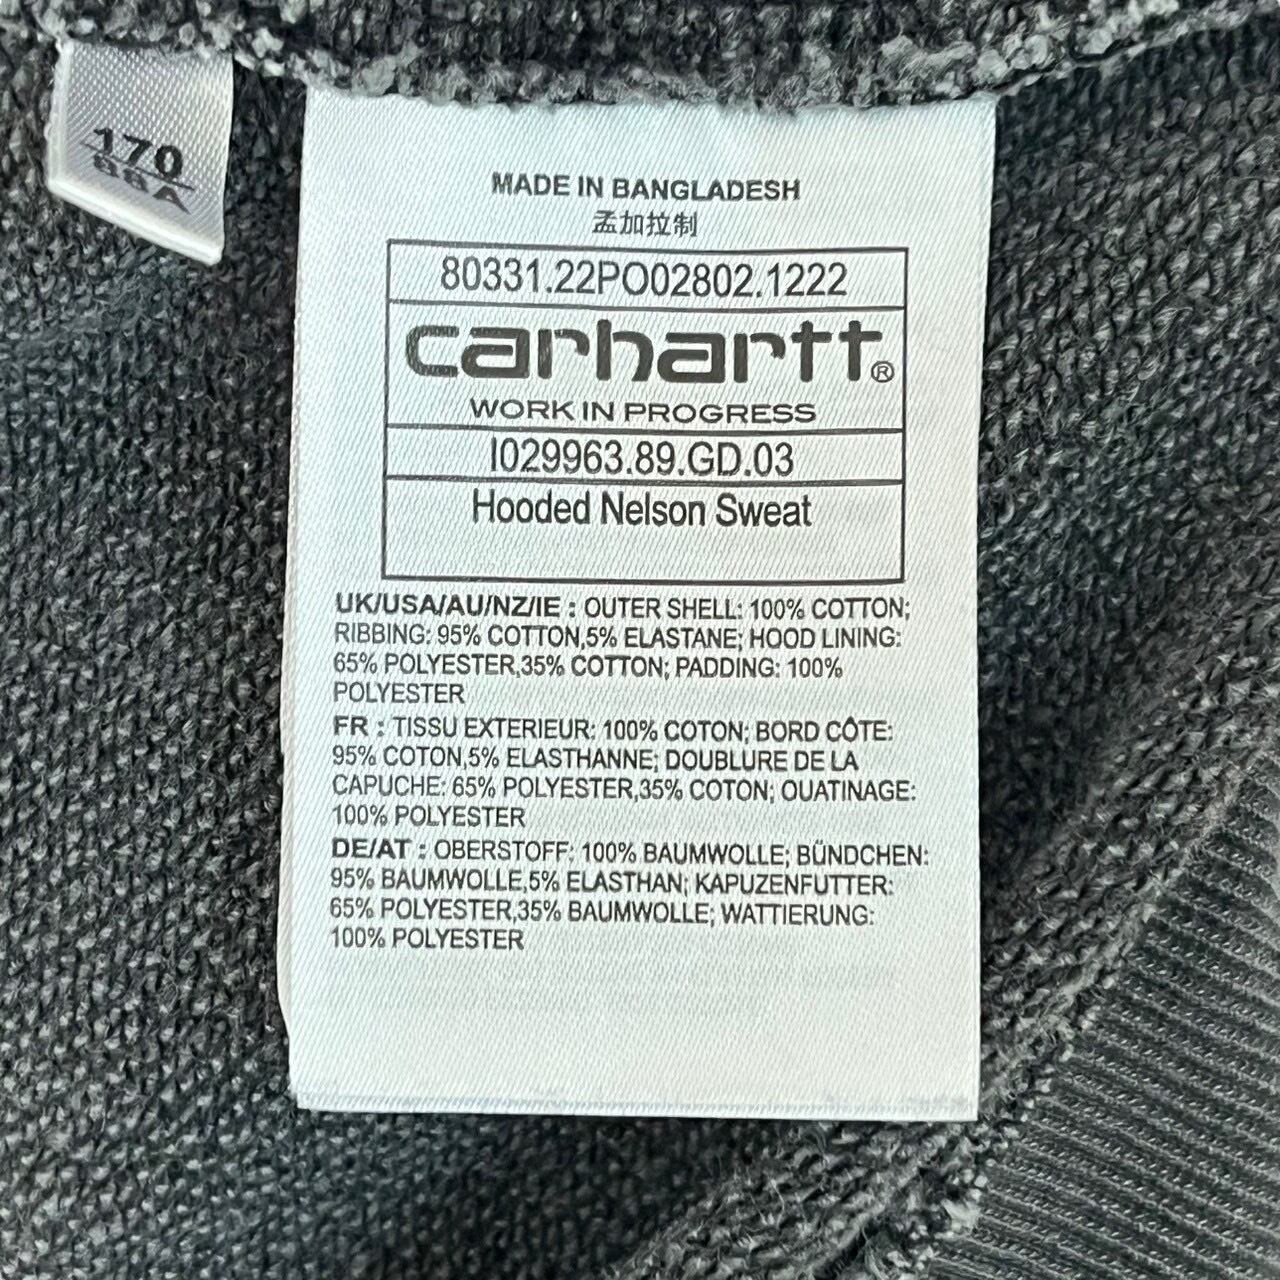 170
88A
MADE IN BANGLADESH
孟加拉制
80331.22PO02802.1222
carhartt®
WORK IN PROGRESS
I029963.89.GD.03
Hooded Nelson Sweat
UK/USA/AU/NZ/IE : OUTER SHELL: 100% COTTON;
RIBBING: 95% COTTON,5% ELASTANE; HOOD LINING:
65% POLYESTER,35% COTTON; PADDING: 100%
POLYESTER
FR : TISSU EXTERIEUR: 100% COTON; BORD CÔTE:
95% COTON,5% ELASTHANNE; DOUBLURE DE LA
CAPUCHE: 65% POLYESTER,35% COTON; OUATINAGE:
100% POLYESTER
DE/AT : OBERSTOFF: 100% BAUMWOLLE; BÜNDCHEN:
95% BAUMWOLLE,5% ELASTHAN; KAPUZENFUTTER:
65% POLYESTER,35% BAUMWOLLE; WATTIERUNG:
100% POLYESTER